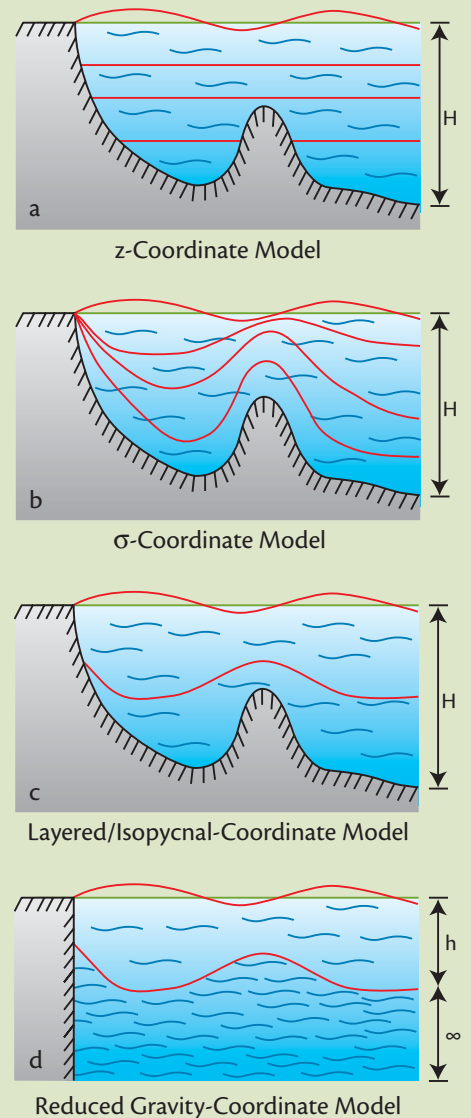 H
a
z-Coordinate Model
H
b
σ-Coordinate Model
H
c
Layered/Isopycnal-Coordinate Model
h
∞
d
Reduced Gravity-Coordinate Model